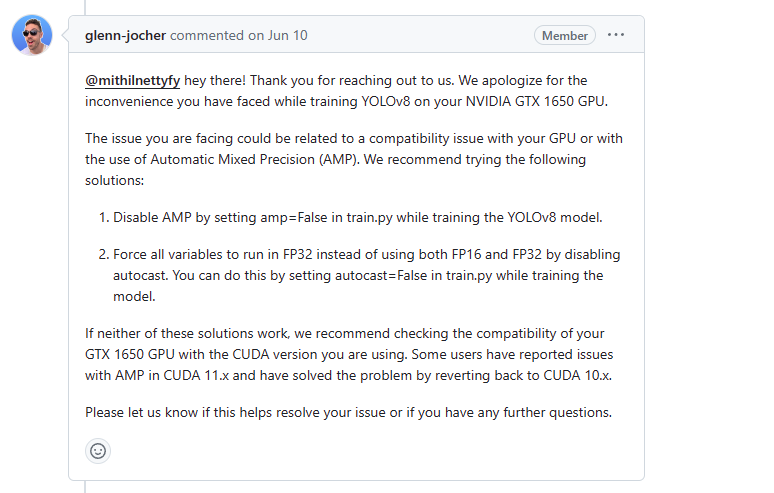 glenn-jocher commented on Jun 10
Member
@mithilnettyfy hey there! Thank you for reaching out to us. We apologize for the
inconvenience you have faced while training YOLOv8 on your NVIDIA GTX 1650 GPU.
The issue you are facing could be related to a compatibility issue with your GPU or with
the use of Automatic Mixed Precision (AMP). We recommend trying the following
solutions:
1. Disable AMP by setting amp=False in train.py while training the YOLOv8 model.
2. Force all variables to run in FP32 instead of using both FP16 and FP32 by disabling
autocast. You can do this by setting autocast=False in train.py while training the
model.
If neither of these solutions work, we recommend checking the compatibility of your
GTX 1650 GPU with the CUDA version you are using. Some users have reported issues
with AMP in CUDA 11.x and have solved the problem by reverting back to CUDA 10.x.
Please let us know if this helps resolve your issue or if you have any further questions.